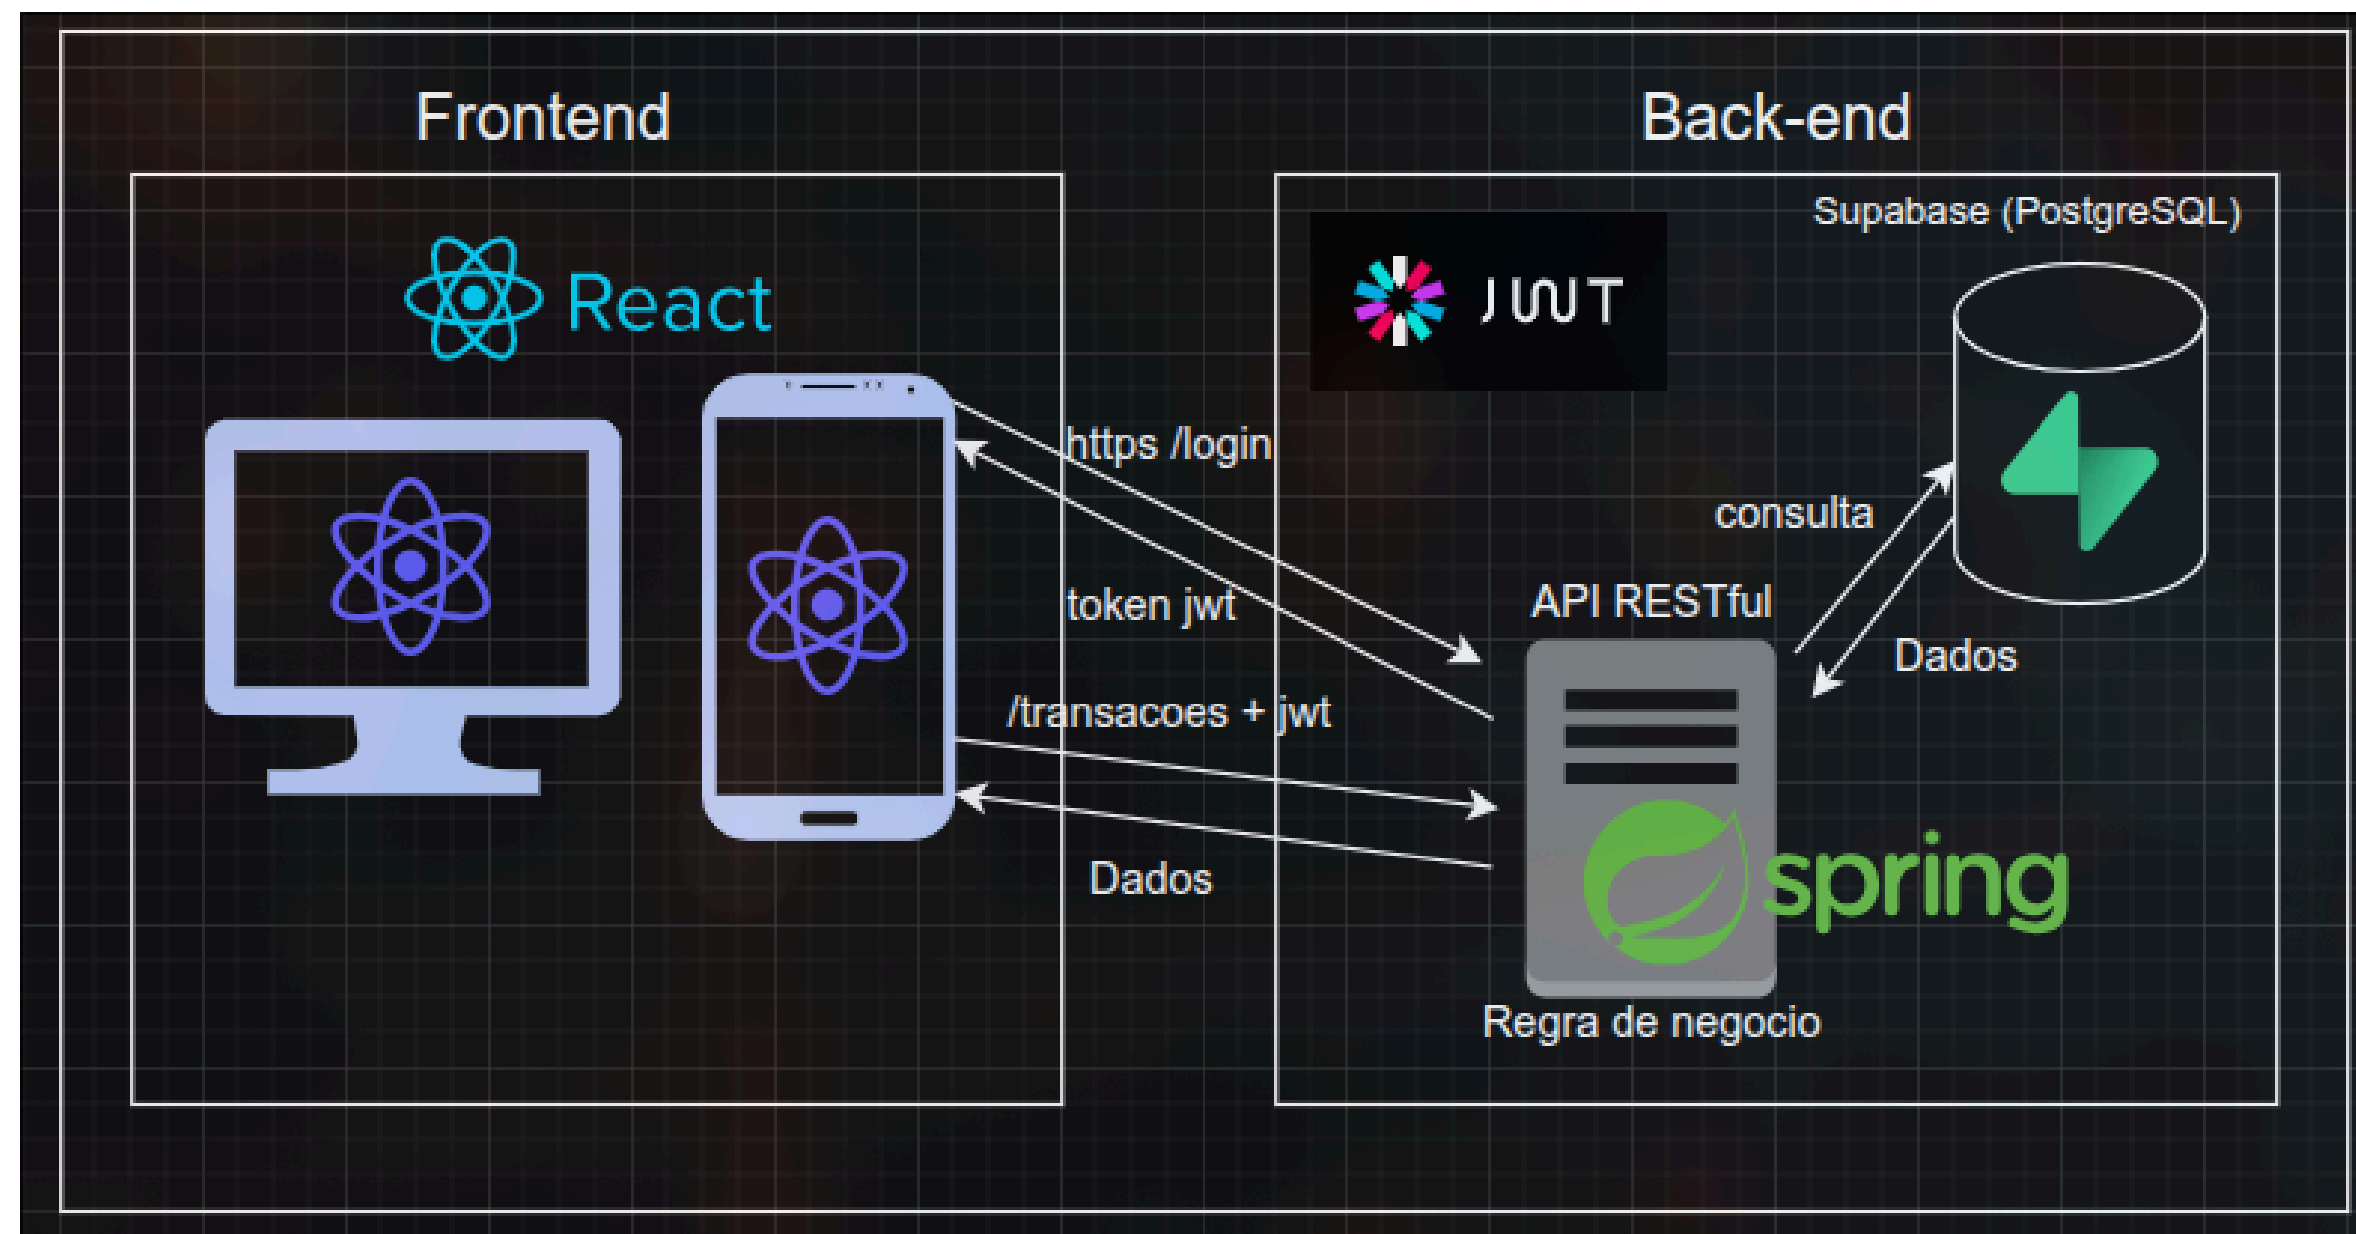 Frontend
Back-end
Supabase (PostgreSQL)
React
JWT
https /login
consulta
token jwt
API RESTful
Dados
/transacoes + jwt
Dados
spring
Regra de negocio